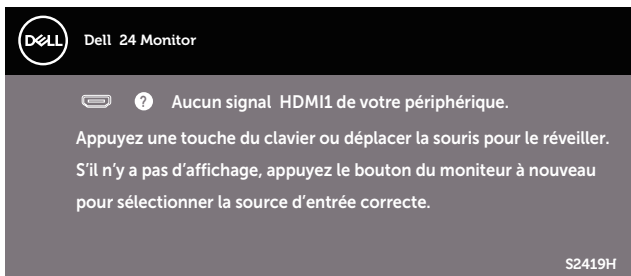 DELL Dell 24 Monitor
? Aucun signal HDMI1 de votre périphérique.
Appuyez une touche du clavier ou déplacer la souris pour le réveiller.
S'il n'y a pas d'affichage, appuyez le bouton du moniteur à nouveau
pour sélectionner la source d'entrée correcte.
S2419H